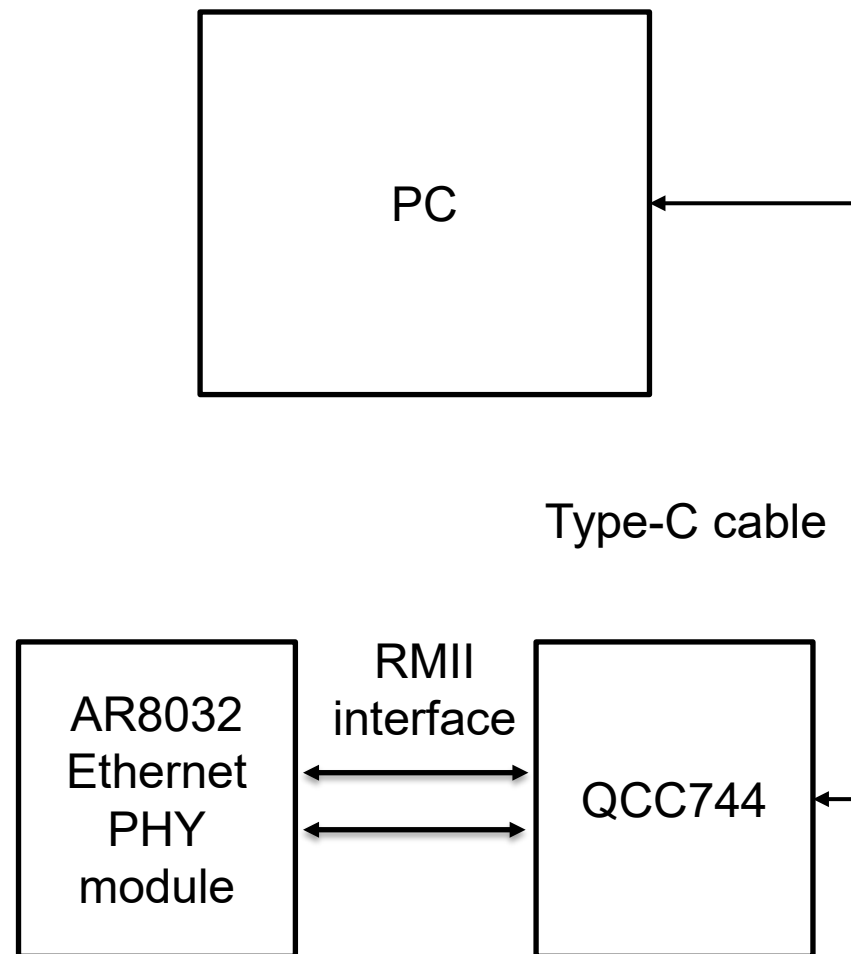 PC
Type-C cable
RMII
interface
AR8032
Ethernet
PHY
module
QCC744